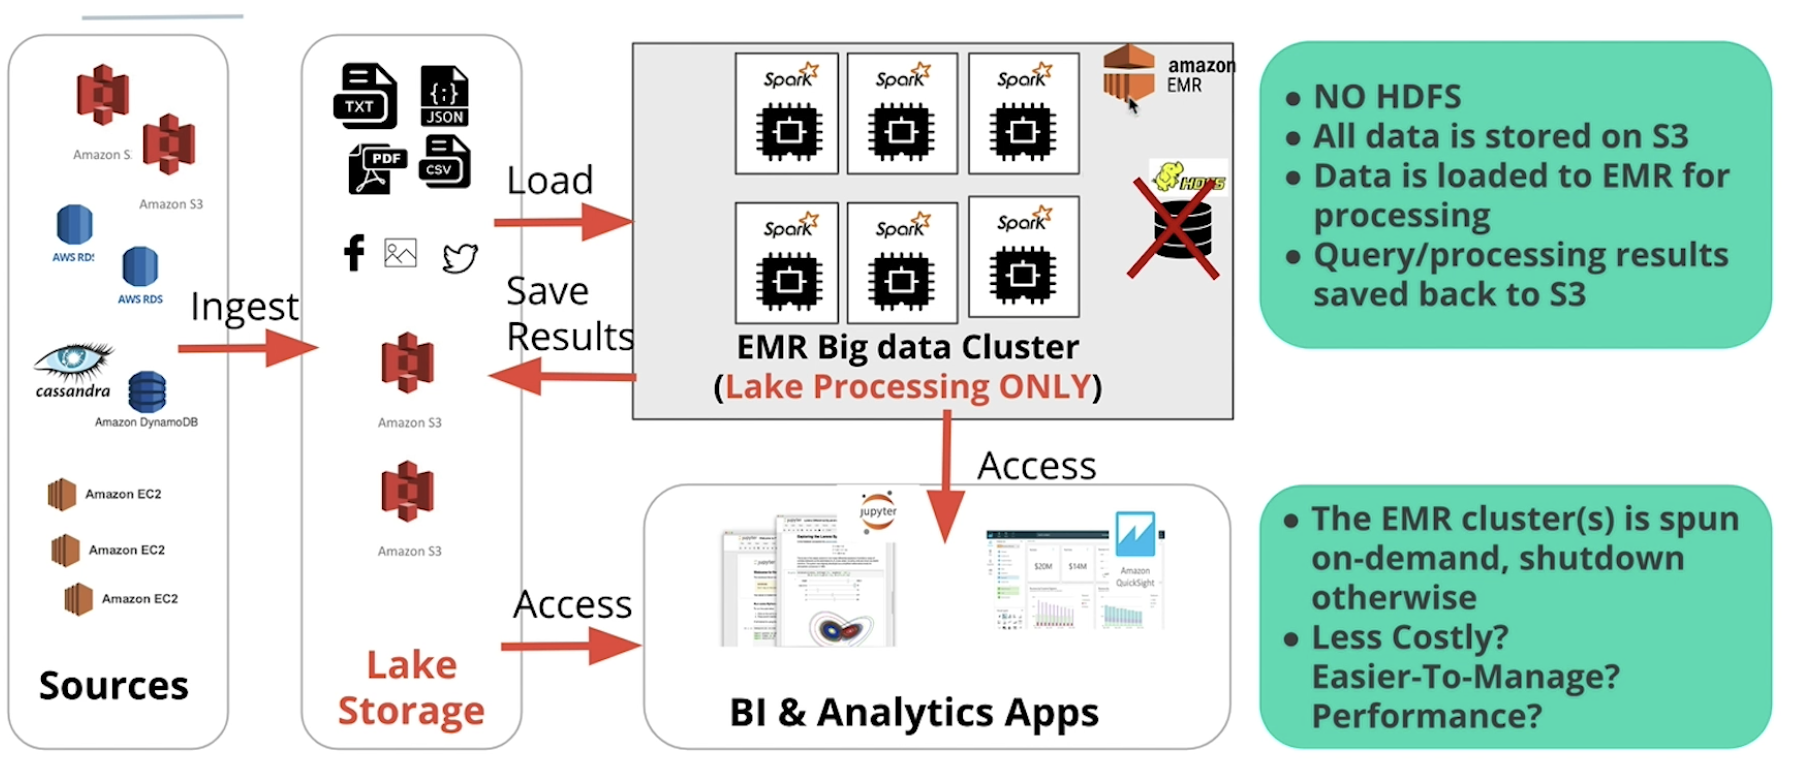 Amazon S
Amazon S3
AWS RDS
AWS RDS
cassandra
Amazon DynamoDB
Amazon EC2
Amazon EC2
Amazon EC2
Sources
Ingest
TXT
{;}
JSON
PDF
CSV
Amazon S3
Amazon S3
Lake
Storage
Load
Save
Results
Access
Spark
Spark
Spark
Spark
Spark
Spark
amazon
EMR
HDFS
EMR Big data Cluster
(Lake Processing ONLY)
Access
jupyter
$20M
$14M
Amazon
QuickSight
BI & Analytics Apps
● NO HDFS
● All data is stored on S3
● Data is loaded to EMR for
processing
● Query/processing results
saved back to S3
● The EMR cluster(s) is spun
on-demand, shutdown
otherwise
● Less Costly?
Easier-To-Manage?
Performance?